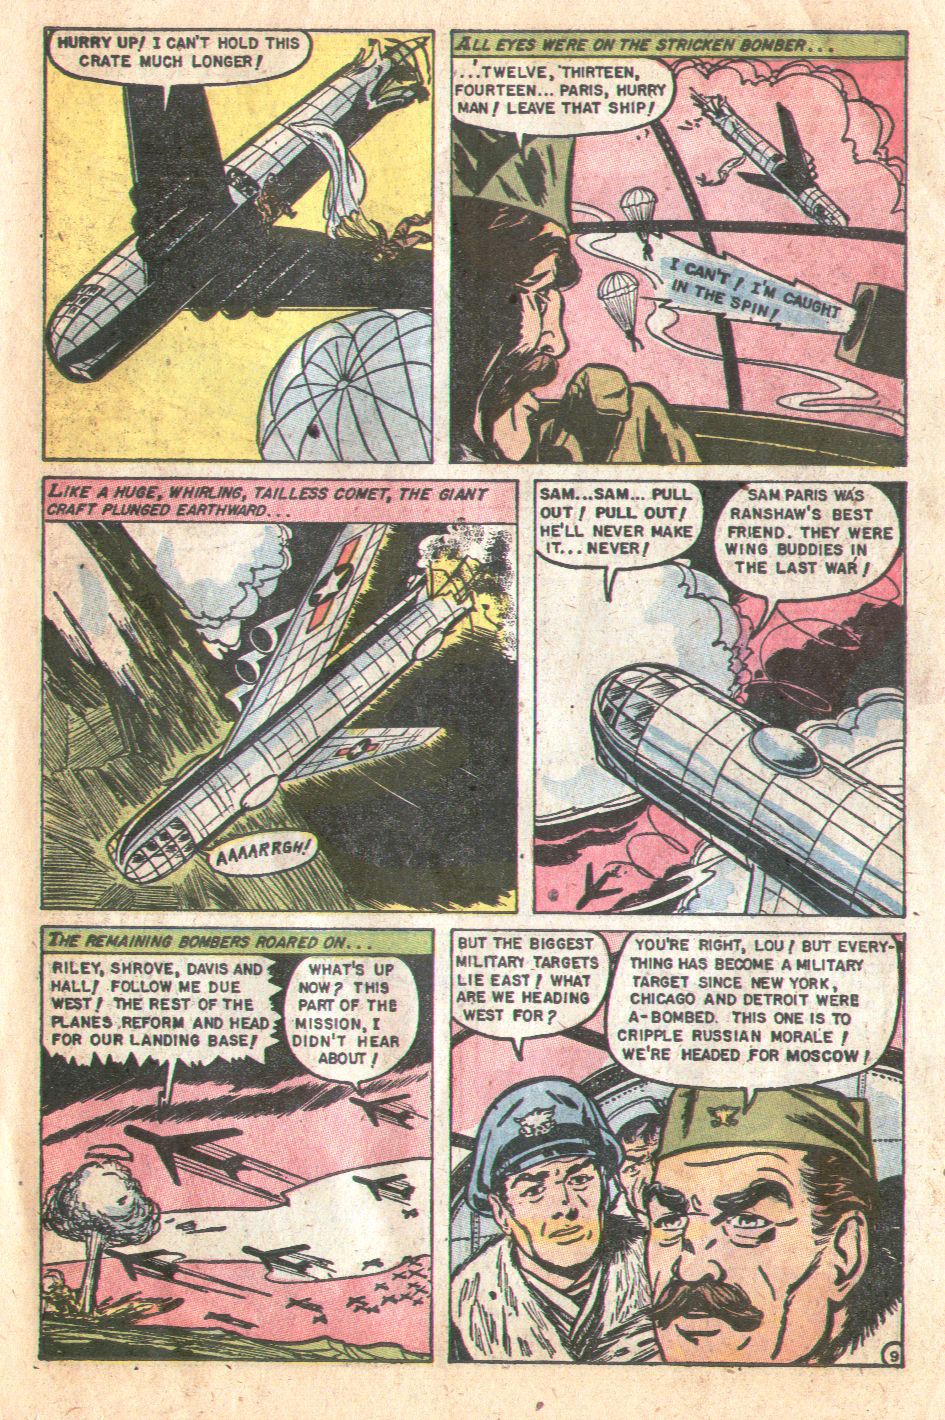 HURRY UP! I CAN'T HOLD THIS
CRATE MUCH LONGER!
ALL EYES WERE ON THE STRICKEN BOMBER...
...TWELVE, THIRTEEN,
FOURTEEN... PARIS, HURRY
MAN! LEAVE THAT SHIP!
I CAN'T! I'M CAUGHT
IN THE SPIN!
LIKE A HUGE, WHIRLING, TAILLESS COMET, THE GIANT
CRAFT PLUNGED EARTHWARD...
AAAARRGH!
SAM...SAM... PULL
OUT! PULL OUT!
HE'LL NEVER MAKE
IT...NEVER!
SAM PARIS WAS
RANSHAW'S BEST
FRIEND. THEY WERE
WING BUDDIES IN
THE LAST WAR!
THE REMAINING BOMBERS ROARED ON...
RILEY, SHROVE, DAVIS AND
HALL! FOLLOW ME DUE
WEST! THE REST OF THE
PLANES REFORM AND HEAD
FOR OUR LANDING BASE!
WHAT'S UP
NOW? THIS
PART OF THE
MISSION, I
DIDN'T HEAR
ABOUT!
BUT THE BIGGEST
MILITARY TARGETS
LIE EAST! WHAT
ARE WE HEADING
WEST FOR?
YOU'RE RIGHT, LOU! BUT EVERY-
THING HAS BECOME A MILITARY
TARGET SINCE NEW YORK,
CHICAGO AND DETROIT WERE
A-BOMBED. THIS ONE IS TO
CRIPPLE RUSSIAN MORALE!
WE'RE HEADED FOR MOSCOW!
9